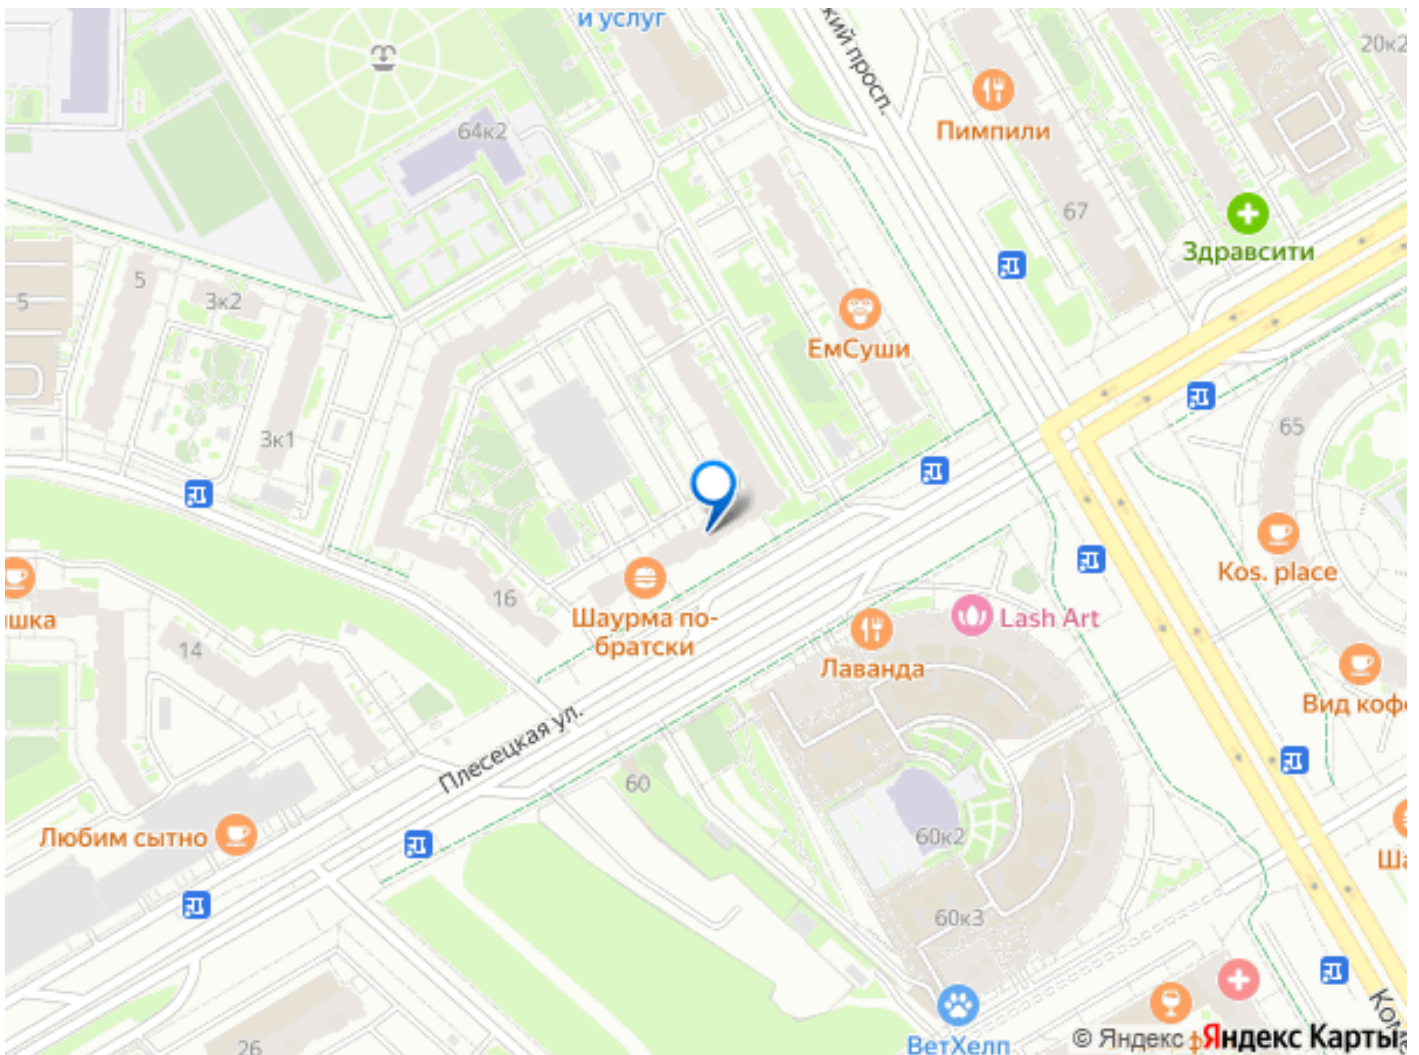 и услуг
кий просп.
20к2
Пимпили
64к2
67
Здравсити
5
3к2
5
ЕмСуши
3к1
65
Kos. place
16
Шаурма по-
братски
Lash Art
шка
14
Лаванда
Вид кофе
Плесецкая ул.
60
Любим сытно
60к2
Ша
60к3
26
ВетХелп
© Яндекс
Яндекс Карты
Ком